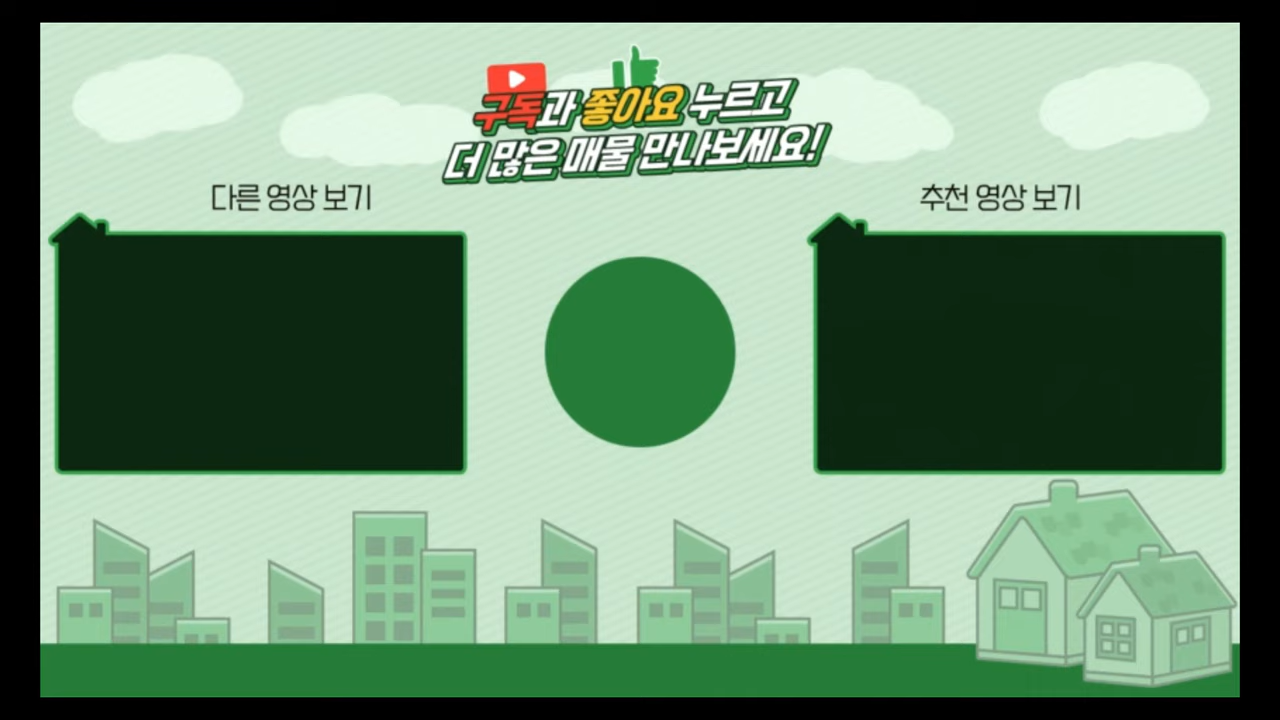 구독과 좋아요 누르고
더 많은 매물 만나보세요!
다른 영상 보기
추천 영상 보기